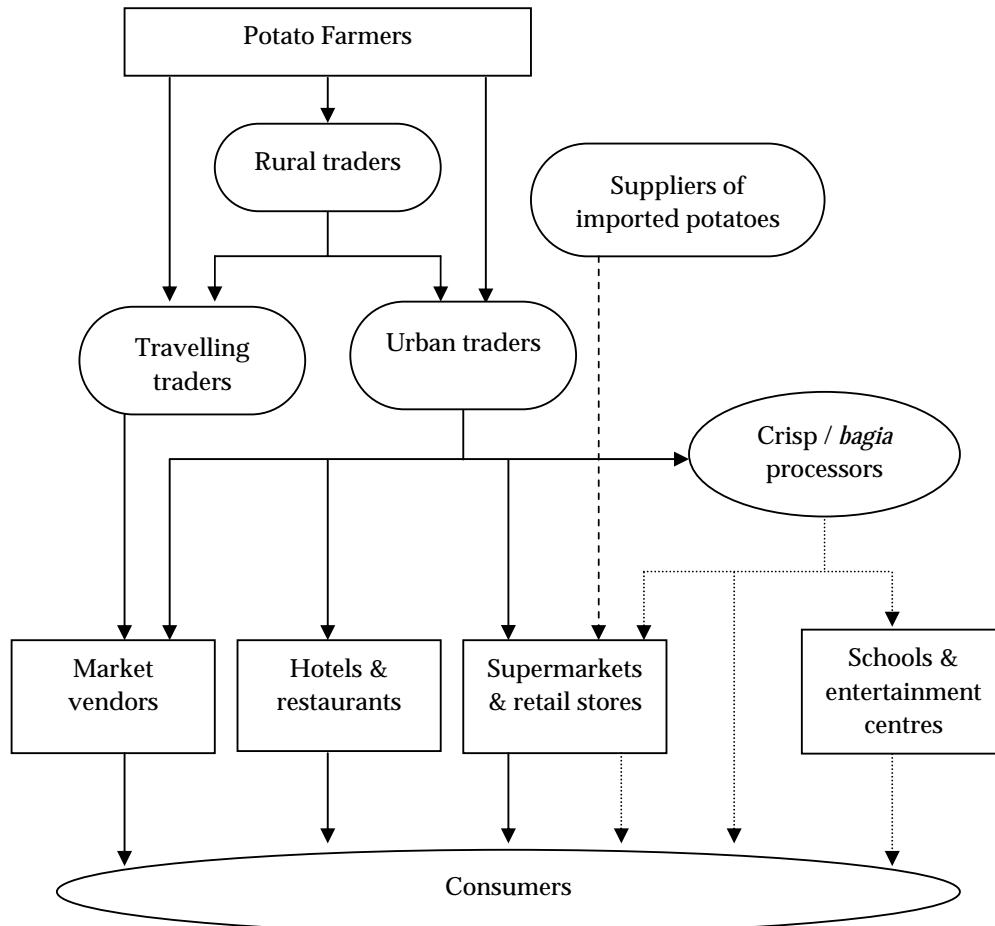 Potato Farmers
Rural traders
Suppliers of
imported potatoes
Travelling
traders
Urban traders
Crisp / bagia
processors
Market
vendors
Hotels &
restaurants
Supermarkets
& retail stores
Schools &
entertainment
centres
Consumers